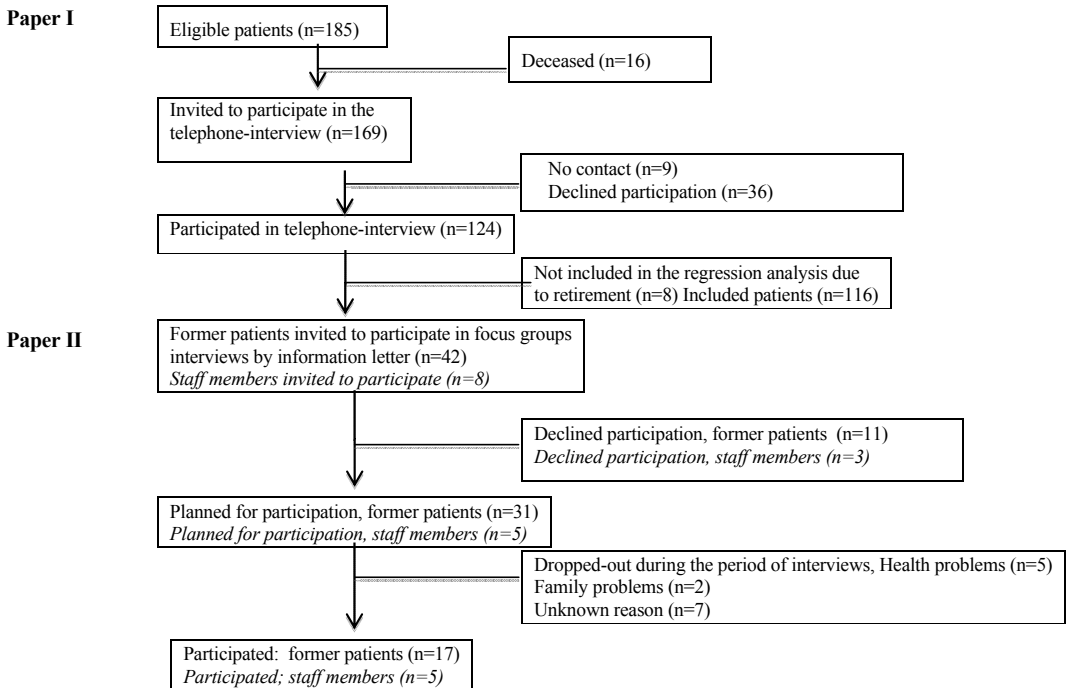 Paper I
Eligible patients (n=185)
Deceased (n=16)
Invited to participate in the
telephone-interview (n=169)
No contact (n=9)
Declined participation (n=36)
Participated in telephone-interview (n=124)
Not included in the regression analysis due
to retirement (n=8) Included patients (n=116)
Paper II
Former patients invited to participate in focus groups
interviews by information letter (n=42)
Staff members invited to participate (n=8)
Declined participation, former patients (n=11)
Declined participation, staff members (n=3)
Planned for participation, former patients (n=31)
Planned for participation, staff members (n=5)
Dropped-out during the period of interviews, Health problems (n=5)
Family problems (n=2)
Unknown reason (n=7)
Participated: former patients (n=17)
Participated; staff members (n=5)